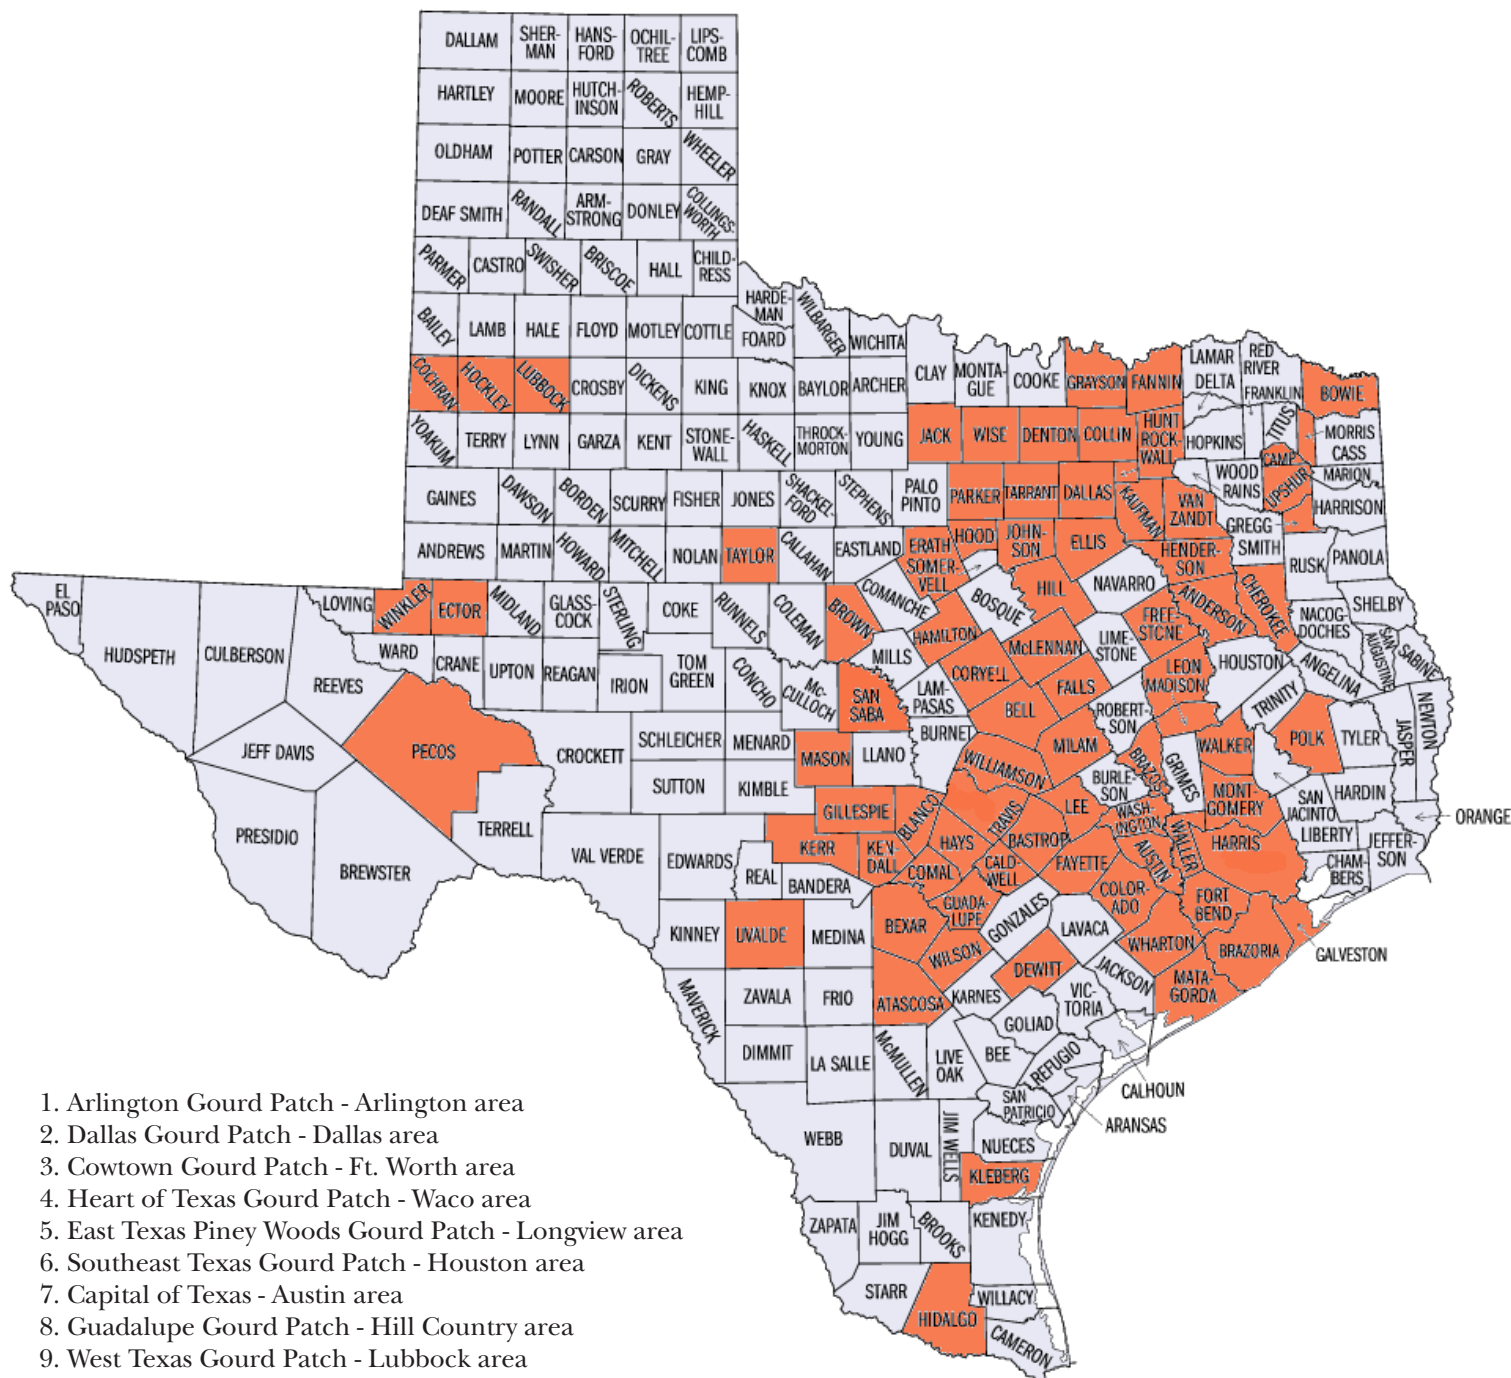 DALLAM
SHER-
MAN
HANS-
FORD
OCHIL-
TREE
LIPS-
COMB
HARTLEY
MOORE
HUTCH-
INSON
ROBERTS
HEMP-
HILL
OLDHAM
POTTER
CARSON
GRAY
WHEELER
DEAF SMITH
RANDALL
ARM-
STRONG
DONLEY
COLLINGS-
WORTH
PARMER
CASTRO
SWISHER
BRISCOE
HALL
CHILD-
RESS
HARDE-
MAN
BAILEY
LAMB
HALE
FLOYD
MOTLEY
COTTLE
FOARD
WILBARGER
WICHITA
COCHRAN
HOCKLEY
LUBBOCK
CROSBY
DICKENS
KING
KNOX
BAYLOR
ARCHER
CLAY
MONTA-
GUE
COOKE
GRAYSON
FANNIN
LAMAR
DELTA
RED
RIVER
FRANKLIN
BOWIE
YOAKUM
TERRY
LYNN
GARZA
KENT
STONE-
WALL
HASKELL
THROCK-
MORTON
YOUNG
JACK
WISE
DENTON
COLLIN
HUNT
ROCK-
WALL
HOPKINS
TITUS
CAMP
MORRIS
CASS
GAINES
DAWSON
BORDEN
SCURRY
FISHER
JONES
SHACKEL-
FORD
STEPHENS
PALO
PINTO
PARKER
TARRANT
DALLAS
KAUFMAN
VAN
ZANDT
WOOD
RAINS
UPSHUR
MARION
HARRISON
GREGG
SMITH
ANDREWS
MARTIN
HOWARD
MITCHELL
NOLAN
TAYLOR
CALLAHAN
EASTLAND
ERATH
SOMER-
VELL
HOOD
JOHN-
SON
ELLIS
HENDER-
SON
RUSK
PANOLA
EL
PASO
HUDSPETH
CULBERSON
LOVING
WINKLER
ECTOR
MIDLAND
GLASS-
COCK
STERLING
COKE
RUNNELS
COLEMAN
BROWN
COMANCHE
BOSQUE
HILL
NAVARRO
FREE-
STONE
ANDERSON
CHEROKEE
NACOG-
DOCHES
SHELBY
SAN
AUGUSTINE
SABINE
REEVES
WARD
CRANE
UPTON
REAGAN
IRION
TOM
GREEN
CONCHO
Mc-
CULLOCH
MILLS
HAMILTON
CORYELL
McLENNAN
LIME-
STONE
FALLS
LEON
MADISON
HOUSTON
ANGELINA
TRINITY
NEWTON
JASPER
JEFF DAVIS
PECOS
CROCKETT
SCHLEICHER
MENARD
SAN
SABA
LAM-
PASAS
BURNET
BELL
MILAM
ROBERT-
SON
BRAZOS
GRIMES
WALKER
POLK
TYLER
SUTTON
KIMBLE
MASON
LLANO
WILLIAMSON
BURLE-
SON
MONT-
GOMERY
SAN
JACINTO
HARDIN
ORANGE
PRESIDIO
BREWSTER
TERRELL
VAL VERDE
EDWARDS
REAL
KERR
GILLESPIE
BLANCO
KEN-
DALL
HAYS
TRAVIS
BASTROP
LEE
WASH-
INGTON
AUSTIN
WALLER
HARRIS
LIBERTY
JEFFER-
SON
CHAM-
BERS
BANDERA
COMAL
CALD-
WELL
FAYETTE
COLOR-
ADO
FORT
BEND
KINNEY
UVALDE
MEDINA
BEXAR
GUADA-
LUPE
GONZALES
LAVACA
WHARTON
BRAZORIA
GALVESTON
WILSON
DEWITT
JACKSON
MATA-
GORDA
MAVERICK
ZAVALA
FRIO
ATASCOSA
KARNES
VIC-
TORIA
GOLIAD
DIMMIT
LA SALLE
McMULLEN
LIVE
OAK
BEE
REFUGIO
CALHOUN
SAN
PATRICIO
ARANSAS
WEBB
DUVAL
JIM WELLS
NUECES
KLEBERG
ZAPATA
JIM
HOGG
BROOKS
KENEDY
STARR
HIDALGO
WILLACY
CAMERON
1. Arlington Gourd Patch - Arlington area
2. Dallas Gourd Patch - Dallas area
3. Cowtown Gourd Patch - Ft. Worth area
4. Heart of Texas Gourd Patch - Waco area
5. East Texas Piney Woods Gourd Patch - Longview area
6. Southeast Texas Gourd Patch - Houston area
7. Capital of Texas - Austin area
8. Guadalupe Gourd Patch - Hill Country area
9. West Texas Gourd Patch - Lubbock area